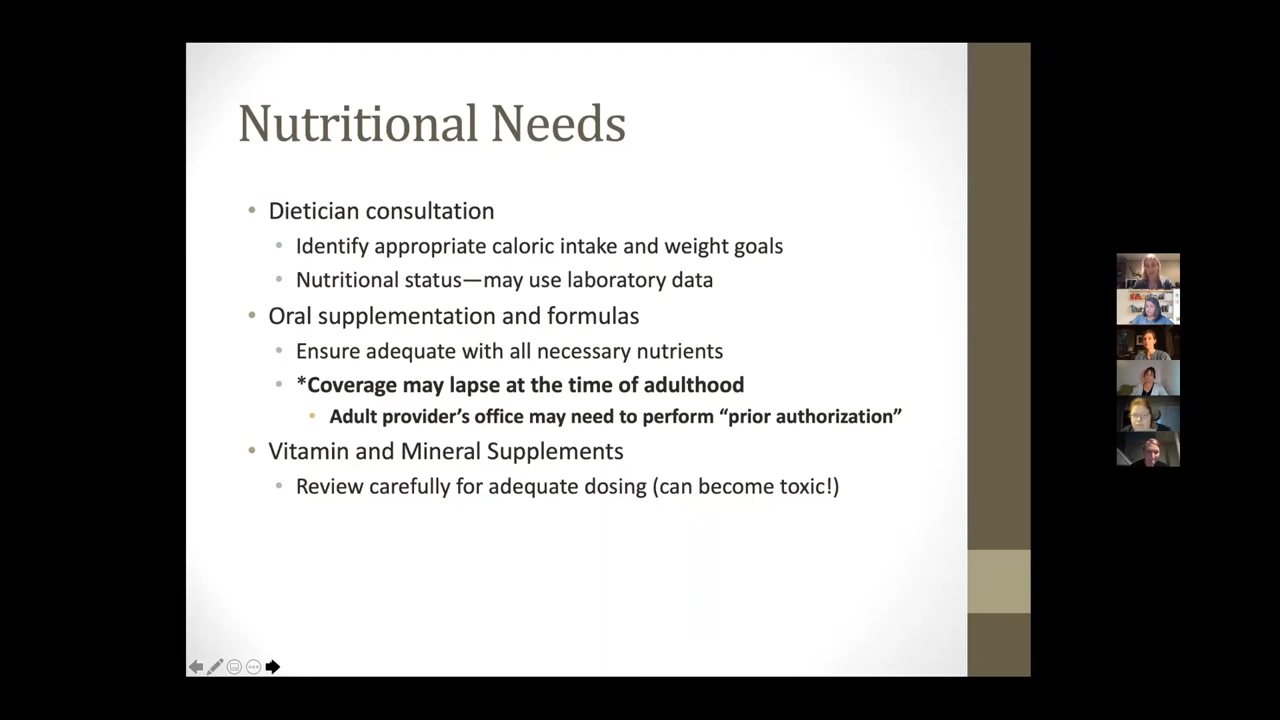 Nutritional Needs
• Dietician consultation
• Identify appropriate caloric intake and weight goals
• Nutritional status—may use laboratory data
• Oral supplementation and formulas
• Ensure adequate with all necessary nutrients
• *Coverage may lapse at the time of adulthood
• Adult provider’s office may need to perform “prior authorization”
• Vitamin and Mineral Supplements
• Review carefully for adequate dosing (can become toxic!)